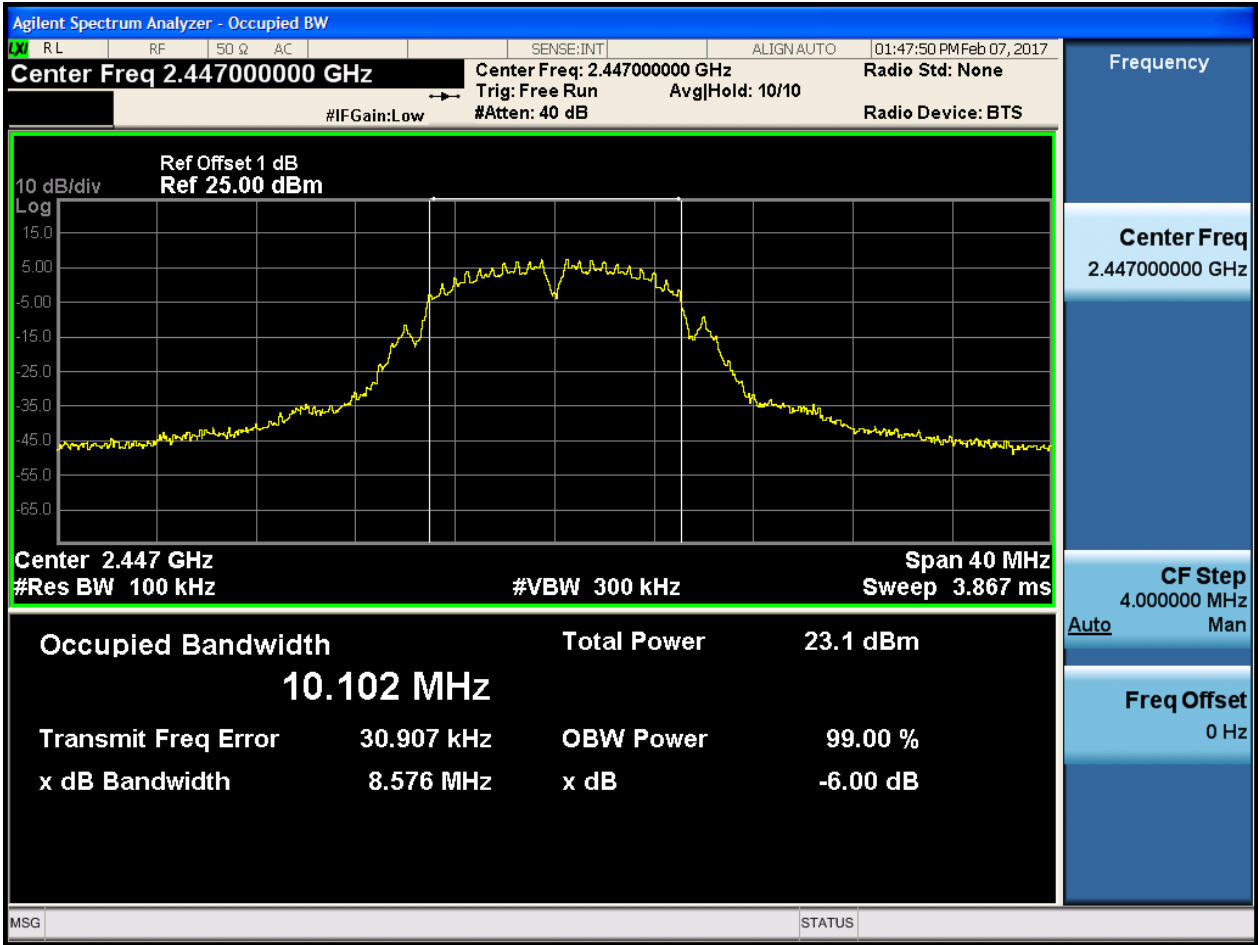 Agilent Spectrum Analyzer - Occupied BW
LXI RL RF 50 Ω AC SENSE:INT ALIGN AUTO 01:47:50 PM Feb 07, 2017
Center Freq 2.447000000 GHz
Center Freq: 2.447000000 GHz
Radio Std: None
Trig: Free Run Avg|Hold: 10/10
#IFGain:Low
#Atten: 40 dB
Radio Device: BTS
Ref Offset 1 dB
10 dB/div Ref 25.00 dBm
Log
15.0
5.00
-5.00
-15.0
-25.0
-35.0
-45.0
-55.0
-65.0
Center 2.447 GHz
Span 40 MHz
#Res BW 100 kHz
#VBW 300 kHz
Sweep 3.867 ms
Occupied Bandwidth
10.102 MHz
Total Power 23.1 dBm
Transmit Freq Error 30.907 kHz
OBW Power 99.00 %
x dB Bandwidth 8.576 MHz
x dB -6.00 dB
Frequency
Center Freq
2.447000000 GHz
CF Step
4.000000 MHz
Auto Man
Freq Offset
0 Hz
MSG
STATUS